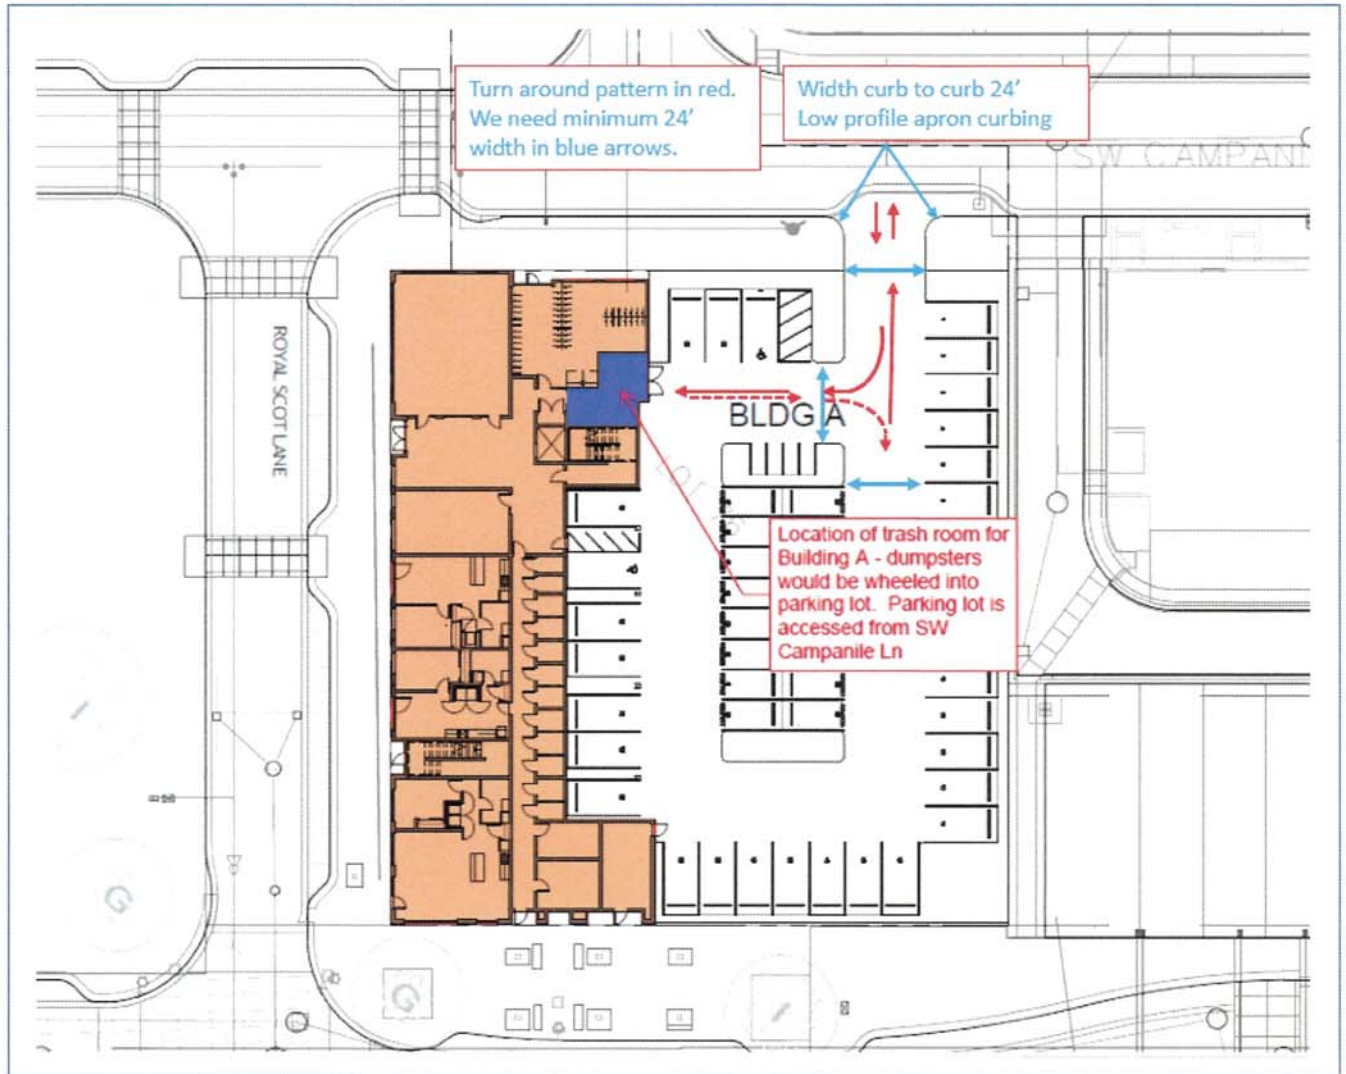 Turn around pattern in red.
We need minimum 24'
width in blue arrows.
Width curb to curb 24'
Low profile apron curbing
SW CAMPANI
ROYAL SCOT LANE
BLDG A
LOT
Location of trash room for
Building A - dumpsters
would be wheeled into
parking lot. Parking lot is
accessed from SW
Campanile Ln
G
G